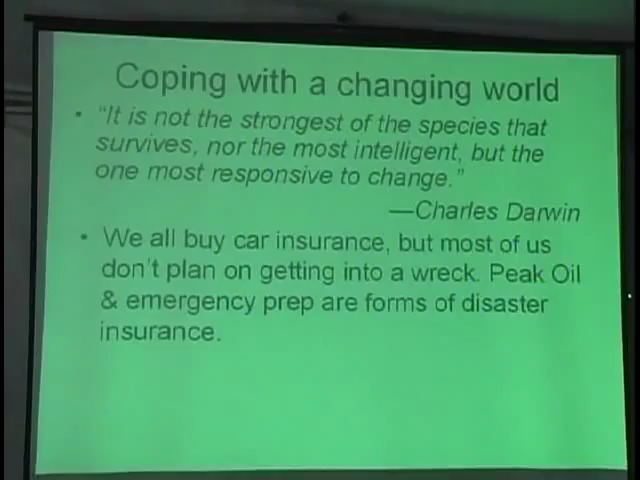 Coping with a changing world
• "It is not the strongest of the species that
survives, nor the most intelligent, but the
one most responsive to change."
—Charles Darwin
• We all buy car insurance, but most of us
don't plan on getting into a wreck. Peak Oil
& emergency prep are forms of disaster
insurance.